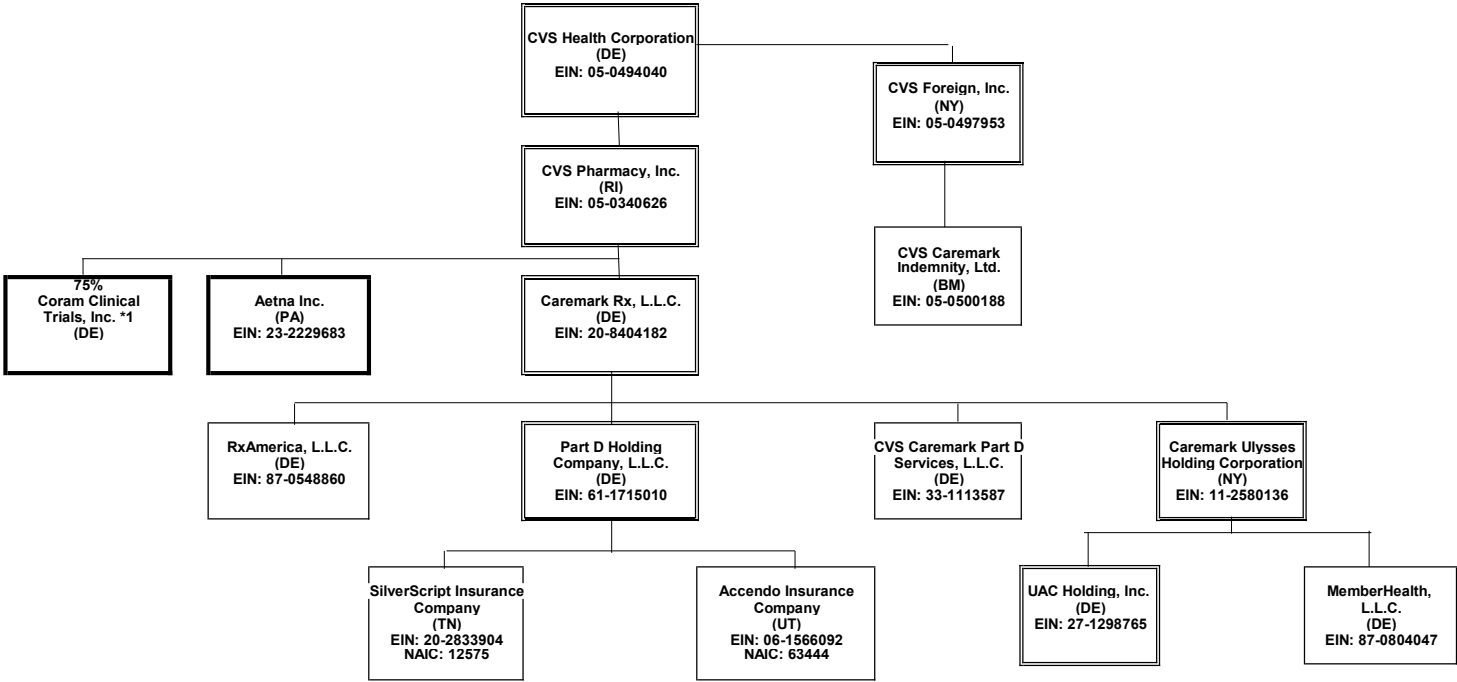 CVS Health Corporation
(DE)
EIN: 05-0494040
CVS Foreign, Inc.
(NY)
EIN: 05-0497953
CVS Pharmacy, Inc.
(RI)
EIN: 05-0340626
CVS Caremark
Indemnity, Ltd.
(BM)
EIN: 05-0500188
75%
Coram Clinical
Trials, Inc. *1
(DE)
Aetna Inc.
(PA)
EIN: 23-2229683
Caremark Rx, L.L.C.
(DE)
EIN: 20-8404182
RxAmerica, L.L.C.
(DE)
EIN: 87-0548860
Part D Holding
Company, L.L.C.
(DE)
EIN: 61-1715010
CVS Caremark Part D
Services, L.L.C.
(DE)
EIN: 33-1113587
Caremark Ulysses
Holding Corporation
(NY)
EIN: 11-2580136
SilverScript Insurance
Company
(TN)
EIN: 20-2833904
NAIC: 12575
Accendo Insurance
Company
(UT)
EIN: 06-1566092
NAIC: 63444
UAC Holding, Inc.
(DE)
EIN: 27-1298765
MemberHealth,
L.L.C.
(DE)
EIN: 87-0804047